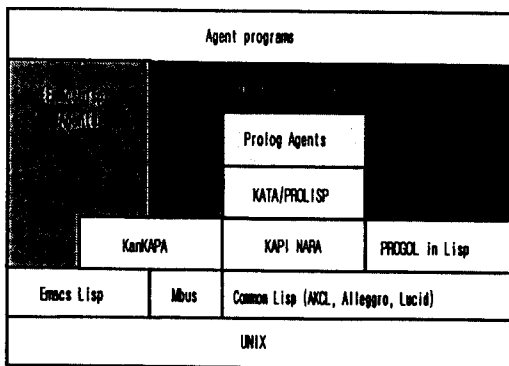 Agent programs
Prolog Agents
KATA/PROLISP
KanKAPA
KAPI NARA
PROGOL in Lisp
Emacs Lisp
Mbus
Common Lisp (AKCL, Allegro, Lucid)
UNIX